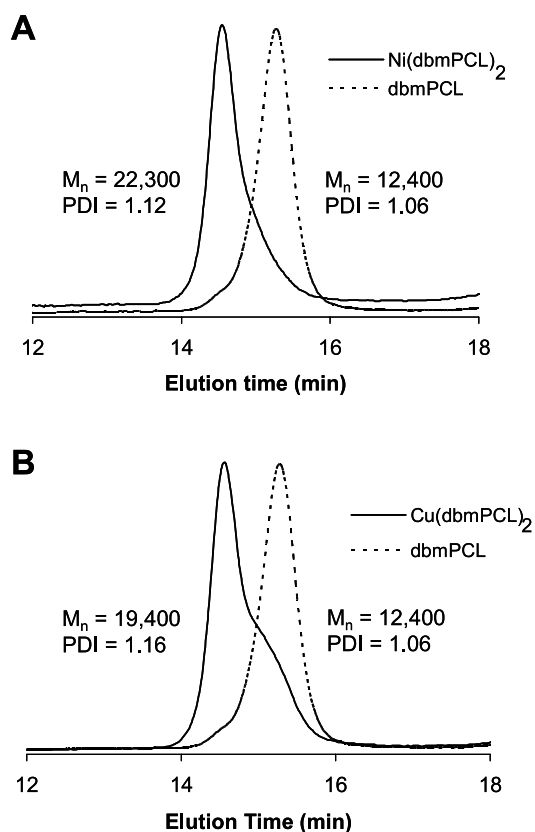 A
Ni(dbmPCL)2
dbmPCL
Mn = 22,300
PDI = 1.12
Mn = 12,400
PDI = 1.06
12 14 16 18
Elution time (min)
B
Cu(dbmPCL)2
dbmPCL
Mn = 19,400
PDI = 1.16
Mn = 12,400
PDI = 1.06
12 14 16 18
Elution Time (min)